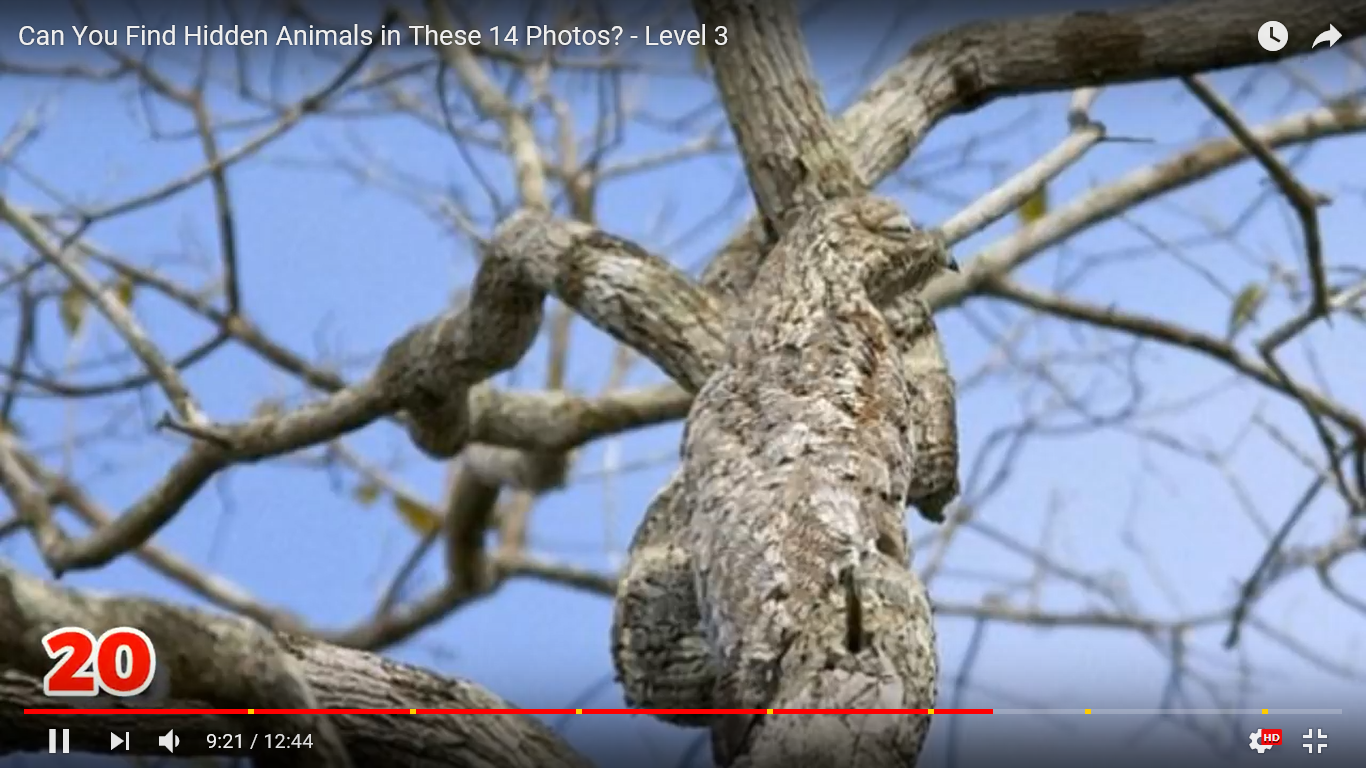 Can You Find Hidden Animals in These 14 Photos? - Level 3
20
9:21 / 12:44
HD